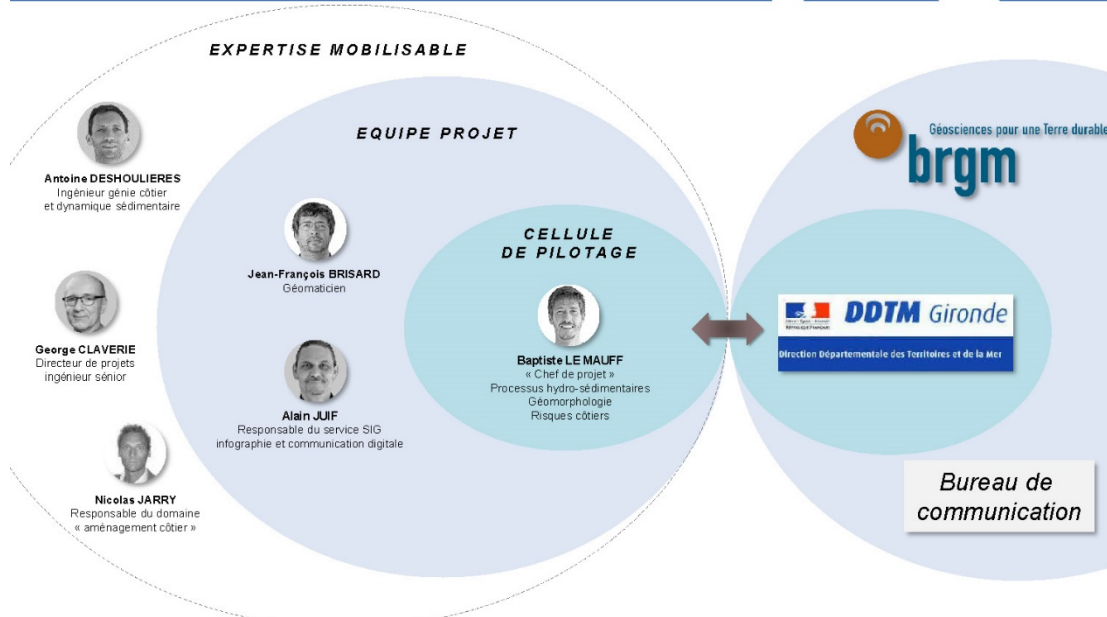 EXPERTISE MOBILISABLE
EQUIPE PROJET
Antoine DESHOULIERES
Ingénieur génie côtier
et dynamique sédimentaire
Jean-François BRISARD
Géomaticien
George CLAVERIE
Directeur de projets
ingénieur sénior
Alain JUIF
Responsable du service SIG
infographie et communication digitale
Nicolas JARRY
Responsable du domaine
« aménagement côtier »
CELLULE
DE PILOTAGE
Baptiste LE MAUFF
« Chef de projet »
Processus hydro-sédimentaires
Géomorphologie
Risques côtiers
Géosciences pour une Terre durable
brgm
DDTM Gironde
Direction Départementale des Territoires et de la Mer
Bureau de
communication